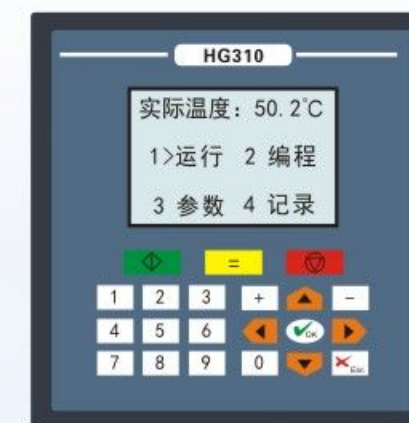 HG310
实际温度: 50.2℃
1>运行 2 编程
3 参数 4 记录
=
1 2 3 + -
4 5 6 OK
7 8 9 0 Esc